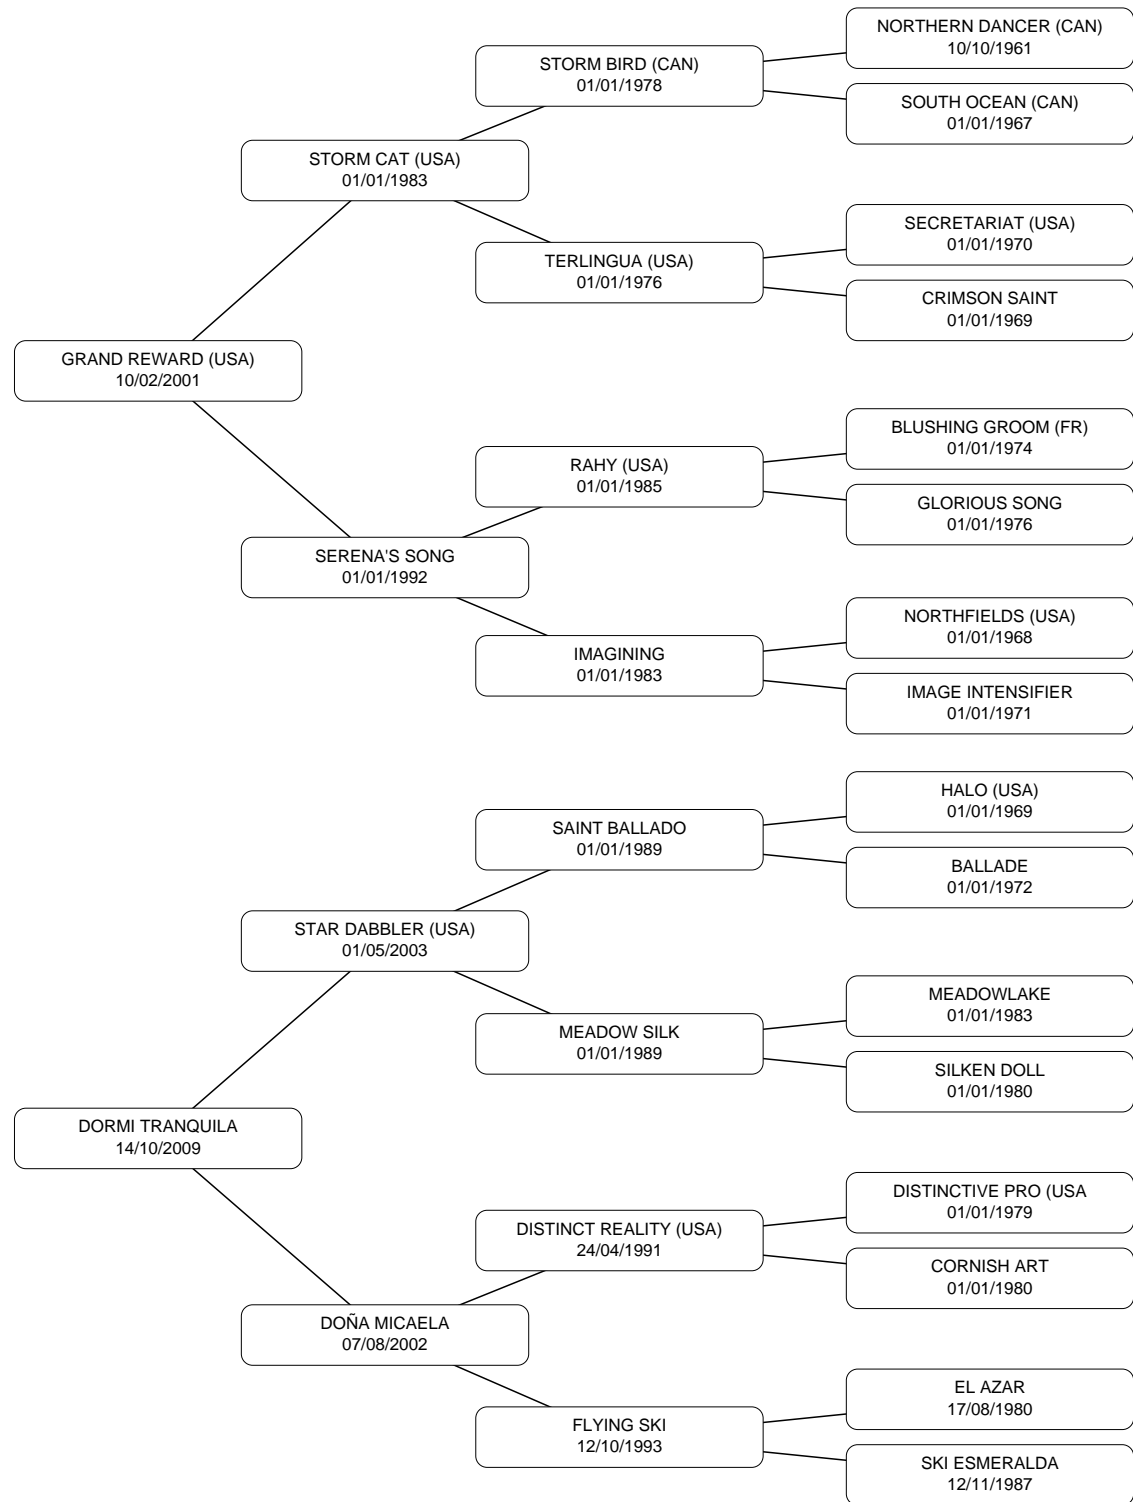 NORTHERN DANCER (CAN)
10/10/1961
STORM BIRD (CAN)
01/01/1978
SOUTH OCEAN (CAN)
01/01/1967
STORM CAT (USA)
01/01/1983
SECRETARIAT (USA)
01/01/1970
TERLINGUA (USA)
01/01/1976
CRIMSON SAINT
01/01/1969
GRAND REWARD (USA)
10/02/2001
BLUSHING GROOM (FR)
01/01/1974
RAHY (USA)
01/01/1985
GLORIOUS SONG
01/01/1976
SERENA'S SONG
01/01/1992
NORTHFIELDS (USA)
01/01/1968
IMAGINING
01/01/1983
IMAGE INTENSIFIER
01/01/1971
HALO (USA)
01/01/1969
SAINT BALLADO
01/01/1989
BALLADE
01/01/1972
STAR DABBLER (USA)
01/05/2003
MEADOWLAKE
01/01/1983
MEADOW SILK
01/01/1989
SILKEN DOLL
01/01/1980
DORMI TRANQUILA
14/10/2009
DISTINCTIVE PRO (USA
01/01/1979
DISTINCT REALITY (USA)
24/04/1991
CORNISH ART
01/01/1980
DOÑA MICAELA
07/08/2002
EL AZAR
17/08/1980
FLYING SKI
12/10/1993
SKI ESMERALDA
12/11/1987